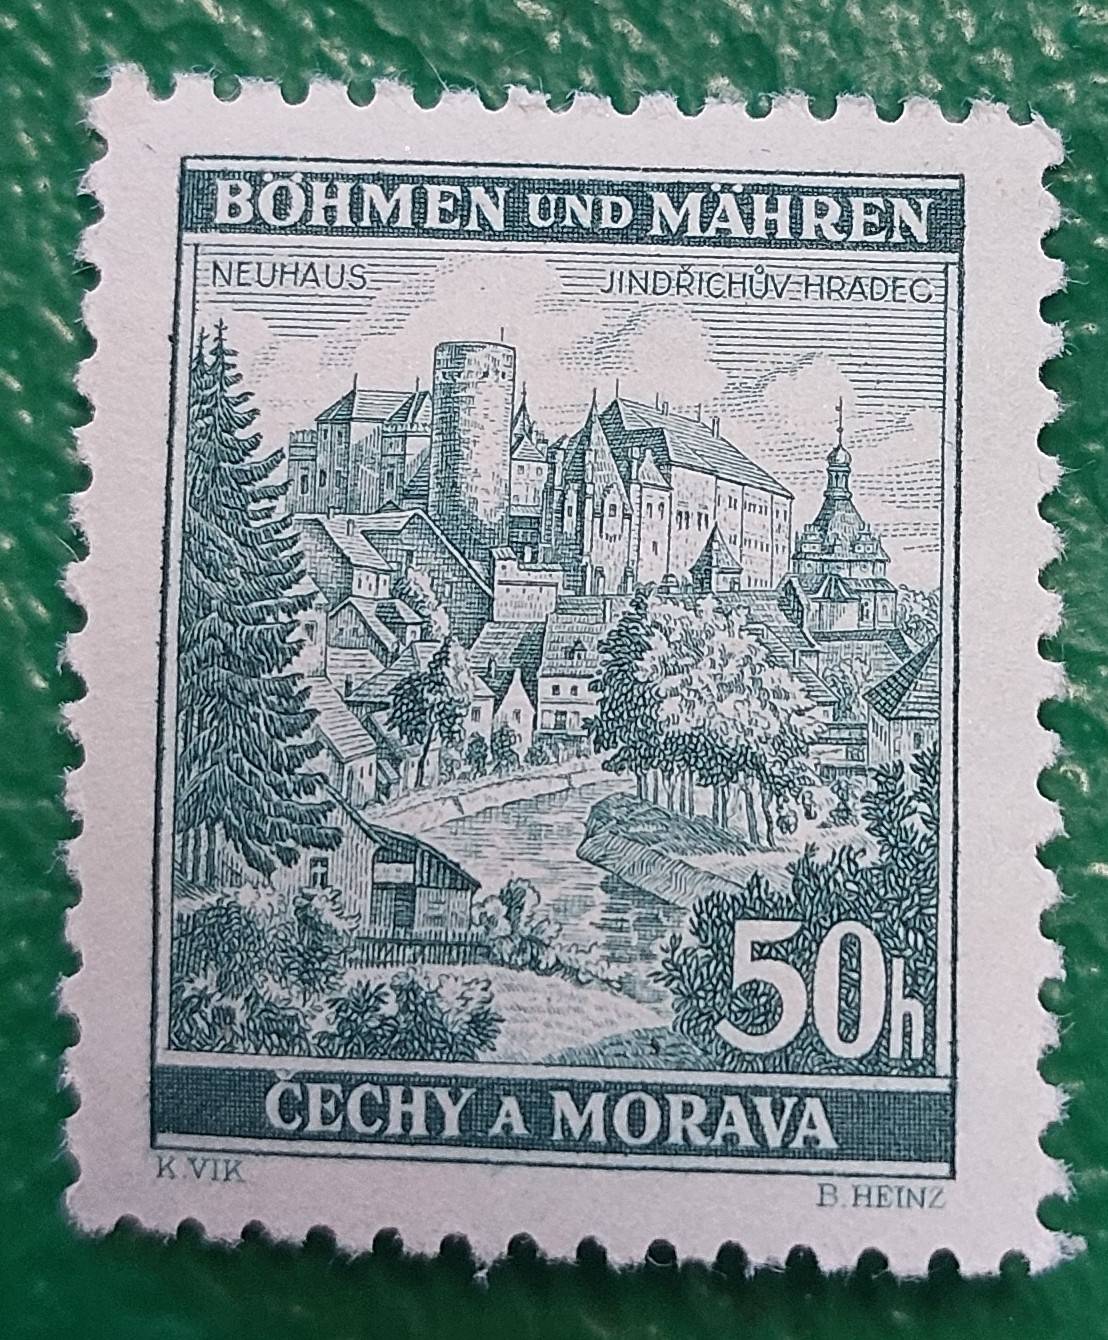 BÖHMEN UND MÄHREN
NEUHAUS JINDŘICHŮV HRADEC
50h
ČECHY A MORAVA
K. VIK B. HEINZ